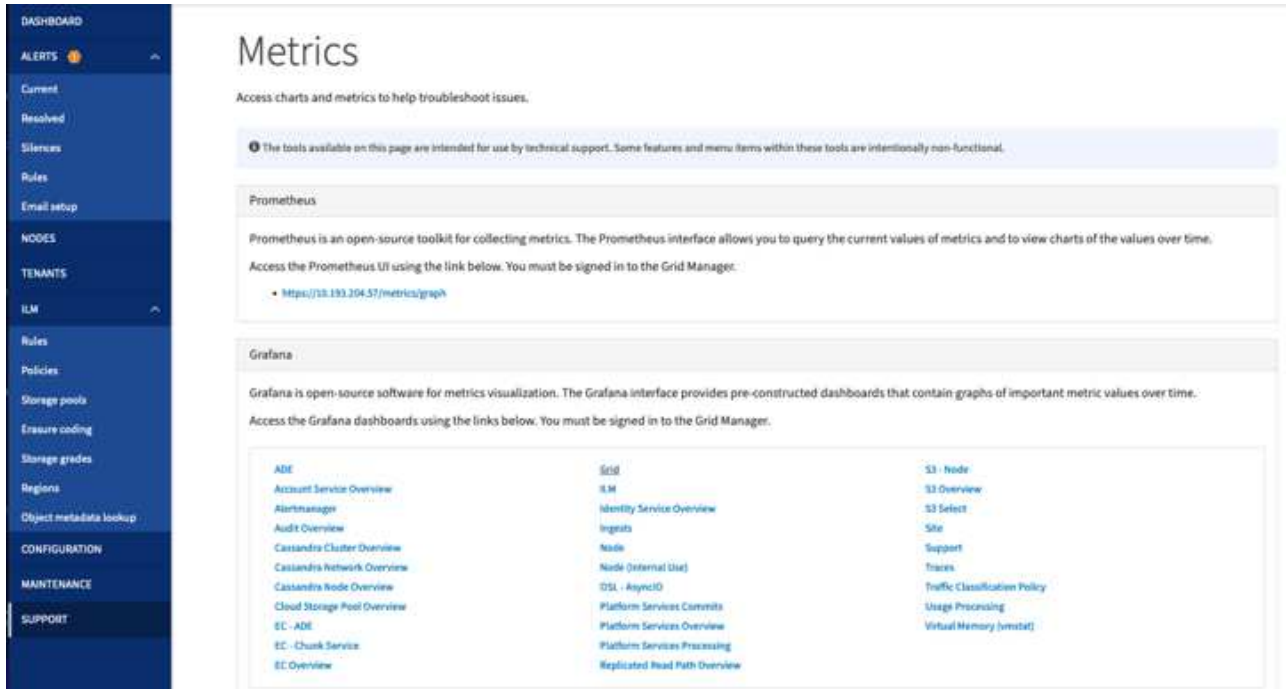 DASHBOARD
ALERTS
Current
Resolved
Silences
Rules
Email setup
NODES
TENANTS
ILM
Rules
Policies
Storage pools
Erasure coding
Storage grades
Regions
Object metadata lookup
CONFIGURATION
MAINTENANCE
SUPPORT
Metrics
Access charts and metrics to help troubleshoot issues.
The tools available on this page are intended for use by technical support. Some features and menu items within these tools are intentionally non-functional.
Prometheus
Prometheus is an open-source toolkit for collecting metrics. The Prometheus interface allows you to query the current values of metrics and to view charts of the values over time.
Access the Prometheus UI using the link below. You must be signed in to the Grid Manager.
• https://10.193.204.57/metrics/graph
Grafana
Grafana is open-source software for metrics visualization. The Grafana interface provides pre-constructed dashboards that contain graphs of important metric values over time.
Access the Grafana dashboards using the links below. You must be signed in to the Grid Manager.
ADE
Account Service Overview
Alertmanager
Audit Overview
Cassandra Cluster Overview
Cassandra Network Overview
Cassandra Node Overview
Cloud Storage Pool Overview
EC - ADE
EC - Chunk Service
EC Overview
Grid
ILM
Identity Service Overview
Ingests
Node
Node (Internal Use)
OSL - AsyncIO
Platform Services Commits
Platform Services Overview
Platform Services Processing
Replicated Read Path Overview
S3 - Node
S3 Overview
S3 Select
Site
Support
Traces
Traffic Classification Policy
Usage Processing
Virtual Memory (vmstat)